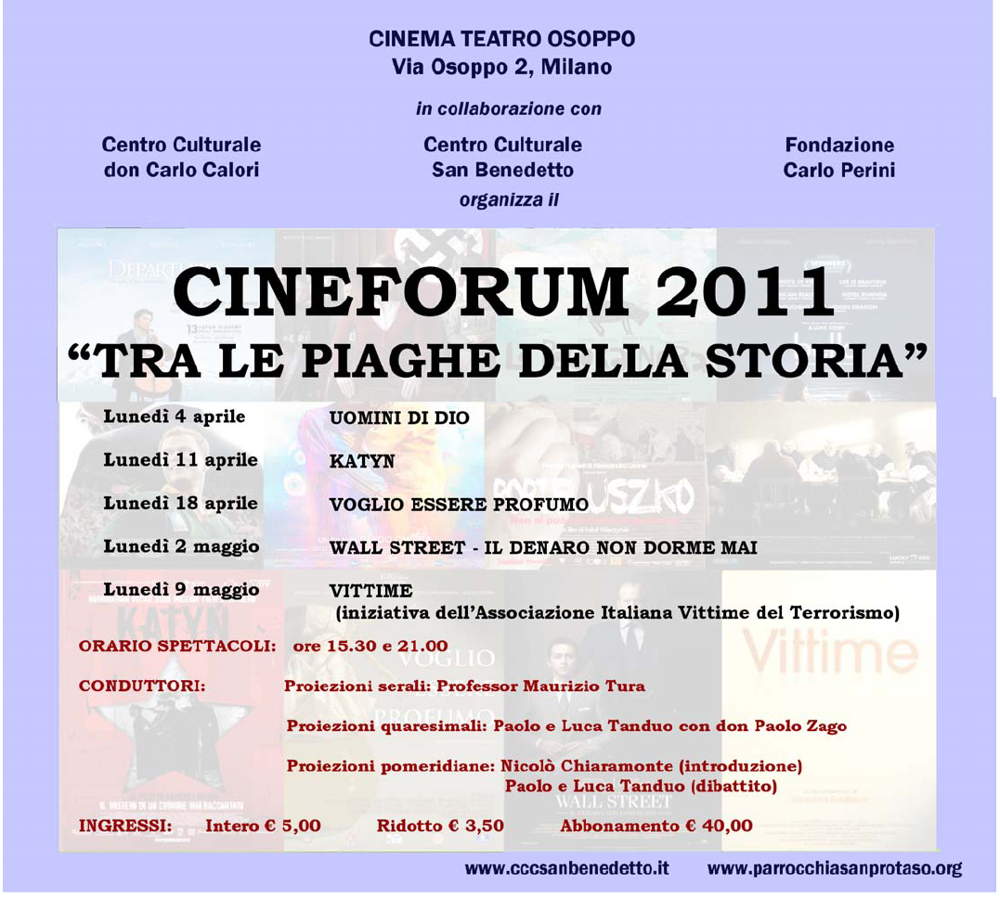 CINEMA TEATRO OSOPPO
Via Osoppo 2, Milano
in collaborazione con
Centro Culturale
don Carlo Calori
Centro Culturale
San Benedetto
Fondazione
Carlo Perini
organizza il
CINEFORUM 2011
“TRA LE PIAGHE DELLA STORIA”
Lunedì 4 aprile UOMINI DI DIO
Lunedì 11 aprile KATYN
Lunedì 18 aprile VOGLIO ESSERE PROFUMO
Lunedì 2 maggio WALL STREET - IL DENARO NON DORME MAI
Lunedì 9 maggio VITTIME
(iniziativa dell’Associazione Italiana Vittime del Terrorismo)
ORARIO SPETTACOLI: ore 15.30 e 21.00
CONDUTTORI: Proiezioni serali: Professor Maurizio Tura
Proiezioni quaresimali: Paolo e Luca Tanduo con don Paolo Zago
Proiezioni pomeridiane: Nicolò Chiaramonte (introduzione)
Paolo e Luca Tanduo (dibattito)
INGRESSI: Intero € 5,00 Ridotto € 3,50 Abbonamento € 40,00
www.cccsanbenedetto.it www.parrocchiasanprotaso.org
KATYN
VOGLIO
PROFUMO
Vittime
WALL STREET